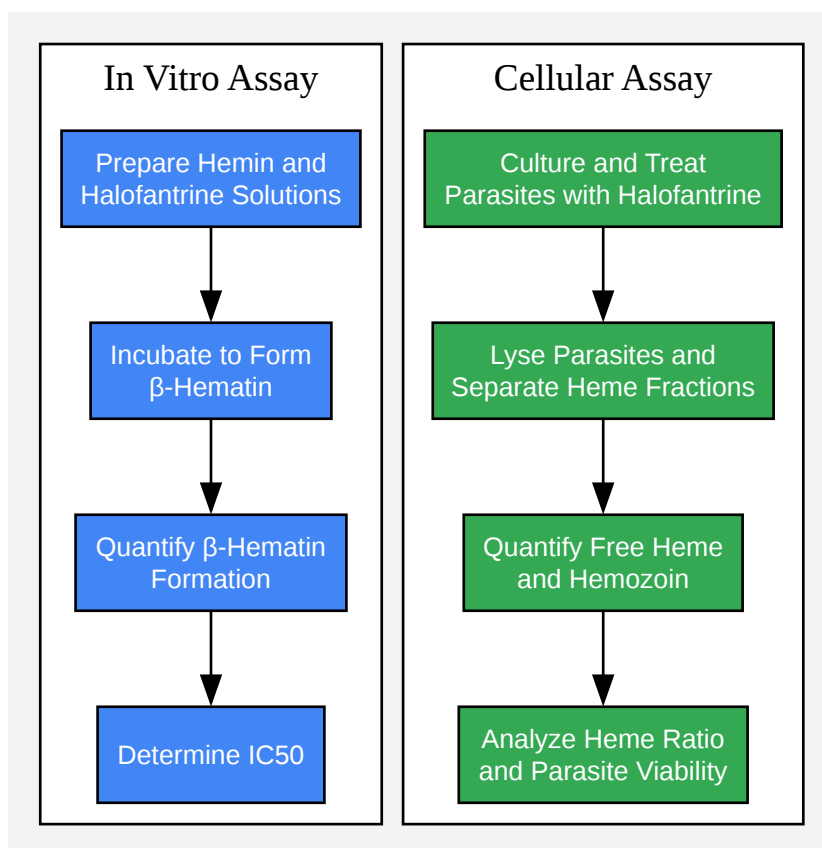 In Vitro Assay
Prepare Hemin and
Halofantrine Solutions
Incubate to Form
β-Hematin
Quantify β-Hematin
Formation
Determine IC50
Cellular Assay
Culture and Treat
Parasites with Halofantrine
Lyse Parasites and
Separate Heme Fractions
Quantify Free Heme
and Hemozoin
Analyze Heme Ratio
and Parasite Viability